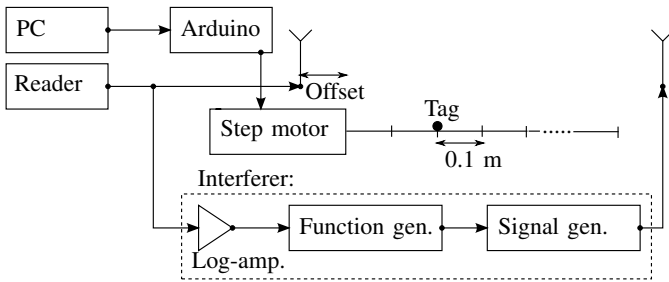 PC
Arduino
Reader
Offset
Step motor
Tag
0.1 m
Interferer:
Function gen.
Signal gen.
Log-amp.